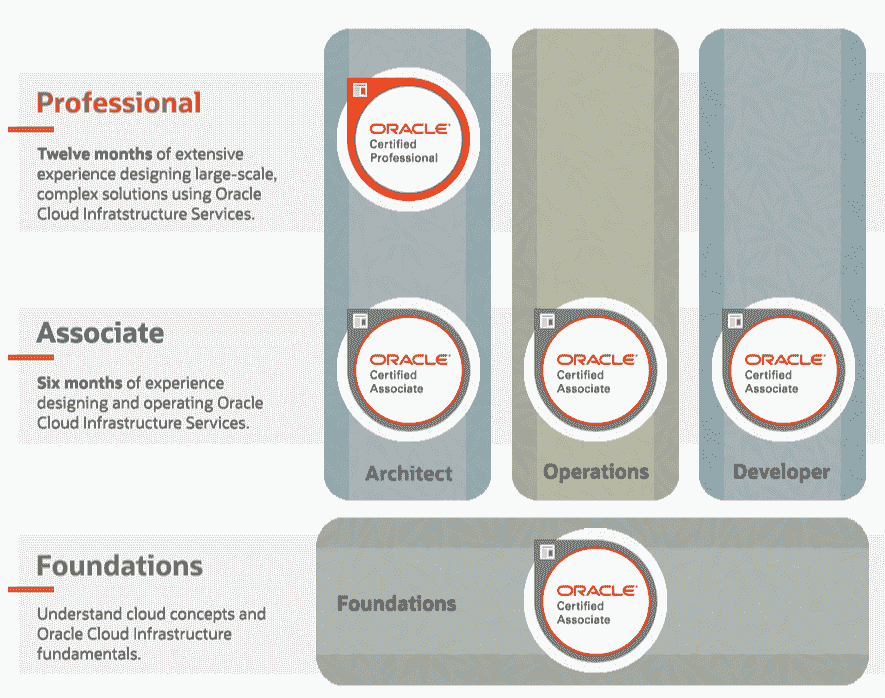 Professional
Twelve months of extensive
experience designing large-scale,
complex solutions using Oracle
Cloud Infratstructure Services.
ORACLE
Certified
Professional
Associate
Six months of experience
designing and operating Oracle
Cloud Infrastructure Services.
ORACLE
Certified
Associate
ORACLE
Certified
Associate
ORACLE
Certified
Associate
Architect
Operations
Developer
Foundations
Understand cloud concepts and
Oracle Cloud Infrastructure
fundamentals.
Foundations
ORACLE
Certified
Associate